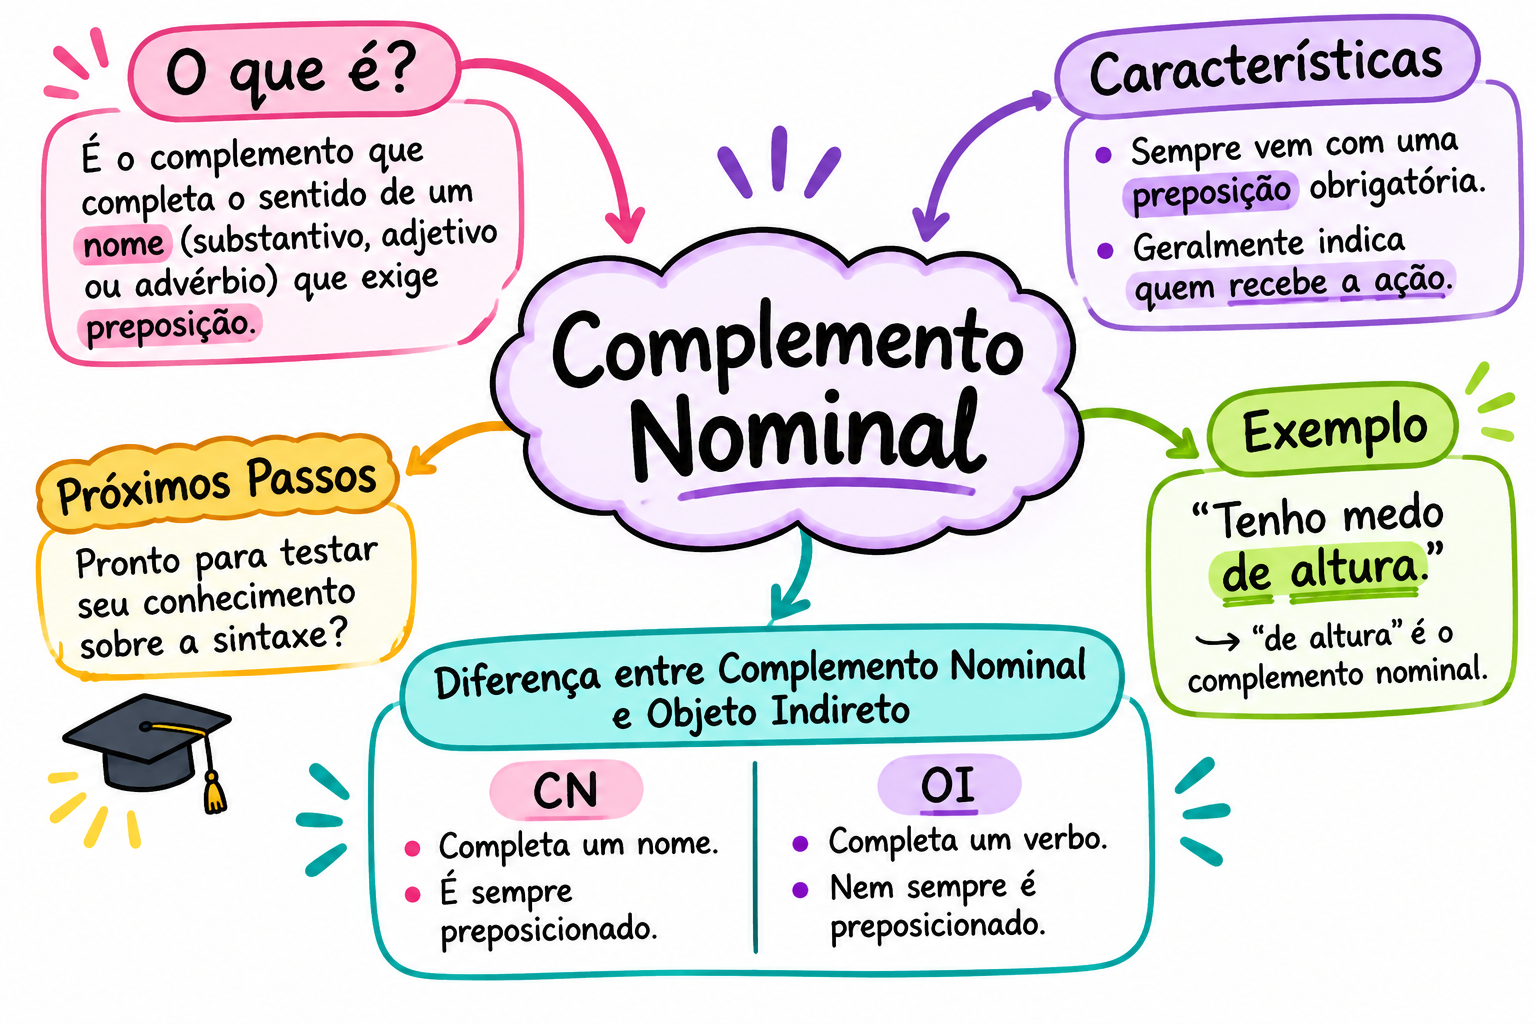 O que é?
É o complemento que
completa o sentido de um
nome (substantivo, adjetivo
ou advérbio) que exige
preposição.
Características
Sempre vem com uma
preposição obrigatória.
Geralmente indica
quem recebe a ação.
Complemento
Nominal
Exemplo
“Tenho medo
de altura.”
→ “de altura” é o
complemento nominal.
Próximos Passos
Pronto para testar
seu conhecimento
sobre a sintaxe?
Diferença entre Complemento Nominal
e Objeto Indireto
CN
Completa um nome.
É sempre
preposicionado.
OI
Completa um verbo.
Nem sempre é
preposicionado.